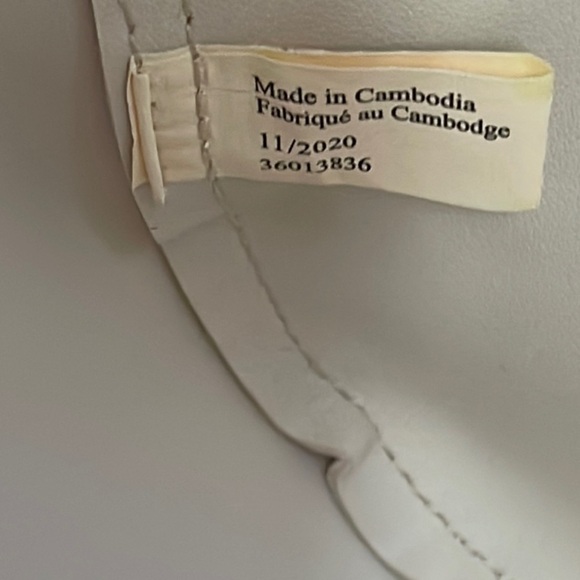 Made in Cambodia
Fabriqué au Cambodge
11/2020
36013836